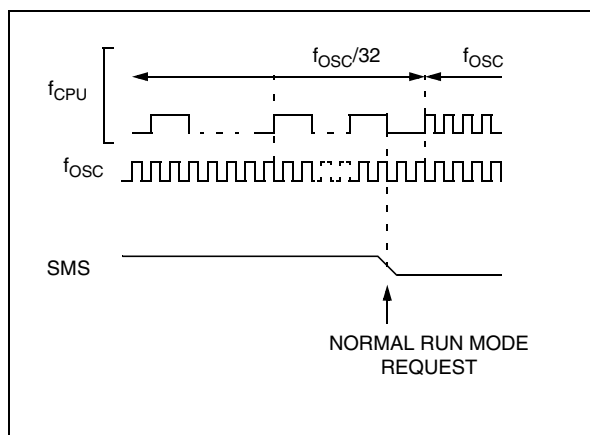 fOSC/32
fOSC
fCPU
fOSC
SMS
NORMAL RUN MODE
REQUEST